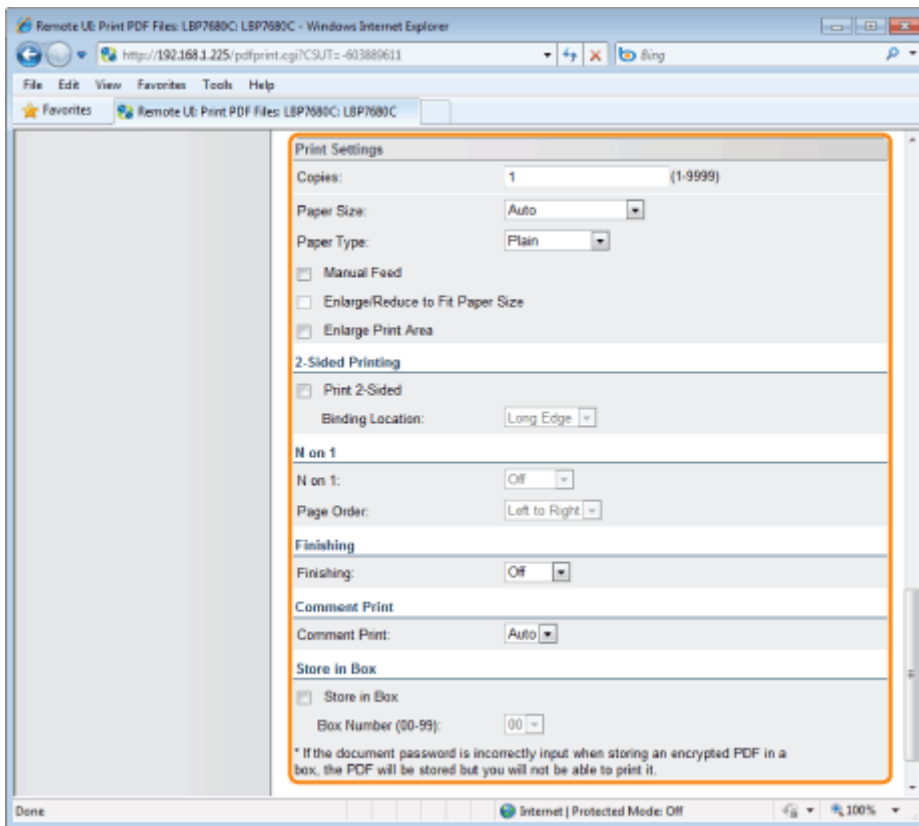 Remote UI: Print PDF Files: LBP7680C: LBP7680C - Windows Internet Explorer
http://192.168.1.225/pdfprint.cgi?CSUT=-603889611
Bing
File Edit View Favorites Tools Help
Favorites Remote UI: Print PDF Files: LBP7680C: LBP7680C
Print Settings
Copies: 1 (1-9999)
Paper Size: Auto
Paper Type: Plain
Manual Feed
Enlarge/Reduce to Fit Paper Size
Enlarge Print Area
2-Sided Printing
Print 2-Sided
Binding Location: Long Edge
N on 1
N on 1: Off
Page Order: Left to Right
Finishing
Finishing: Off
Comment Print
Comment Print: Auto
Store in Box
Store in Box
Box Number (00-99): 00
* If the document password is incorrectly input when storing an encrypted PDF in a
box, the PDF will be stored but you will not be able to print it.
Done Internet | Protected Mode: Off 100%